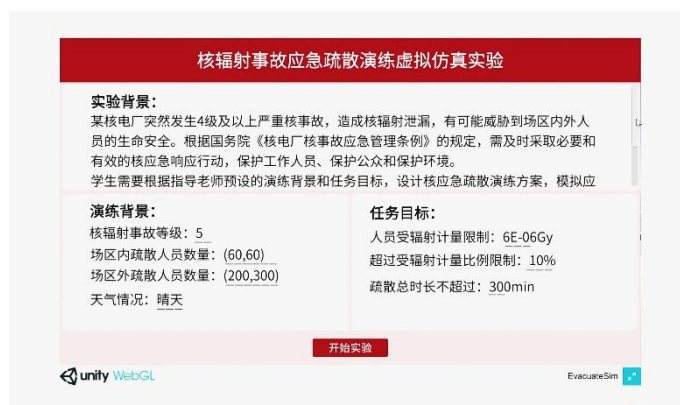 核辐射事故应急疏散演练虚拟仿真实验
实验背景：
某核电厂突然发生4级及以上严重核事故，造成核辐射泄漏，有可能威胁到场区内外人
员的生命安全。根据国务院《核电厂核事故应急管理条例》的规定，需及时采取必要和
有效的核应急响应行动，保护工作人员、保护公众和保护环境。
学生需要根据指导老师预设的演练背景和任务目标，设计核应急疏散演练方案，模拟应
演练背景：
核辐射事故等级：5
场区内疏散人员数量：(60,60)
场区外疏散人员数量：(200,300)
天气情况：晴天
任务目标：
人员受辐射计量限制：6E-06Gy
超过受辐射计量比例限制：10%
疏散总时长不超过：300min
开始实验
unity WebGL
EvacuateSim